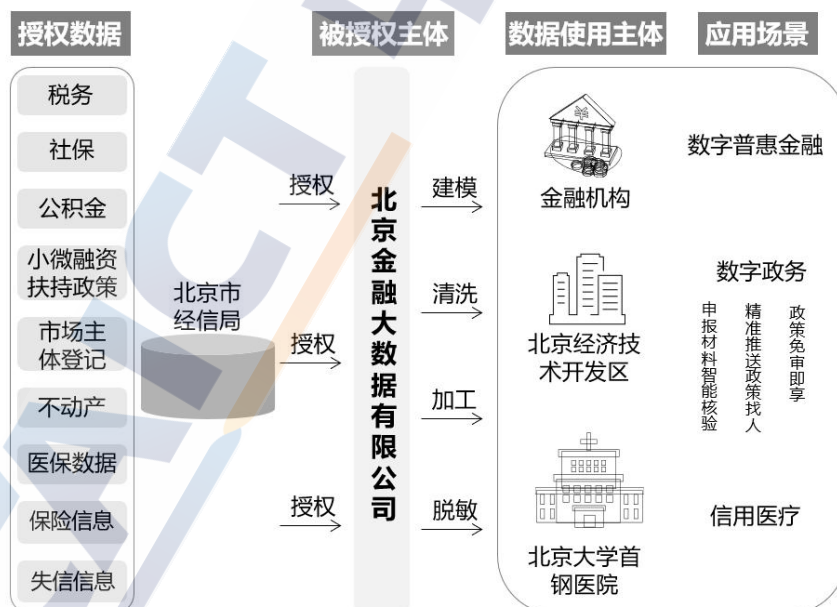 授权数据
被授权主体
数据使用主体
应用场景
税务
社保
公积金
小微融资
扶持政策
市场主
体登记
不动产
医保数据
保险信息
失信信息
北京市
经信局
授权
授权
授权
北京金融大数据有限公司
建模
清洗
加工
脱敏
金融机构
数字普惠金融
北京经济技
术开发区
数字政务
申报材料智能核验
精准推送政策找人
政策免审即享
北京大学首
钢医院
信用医疗